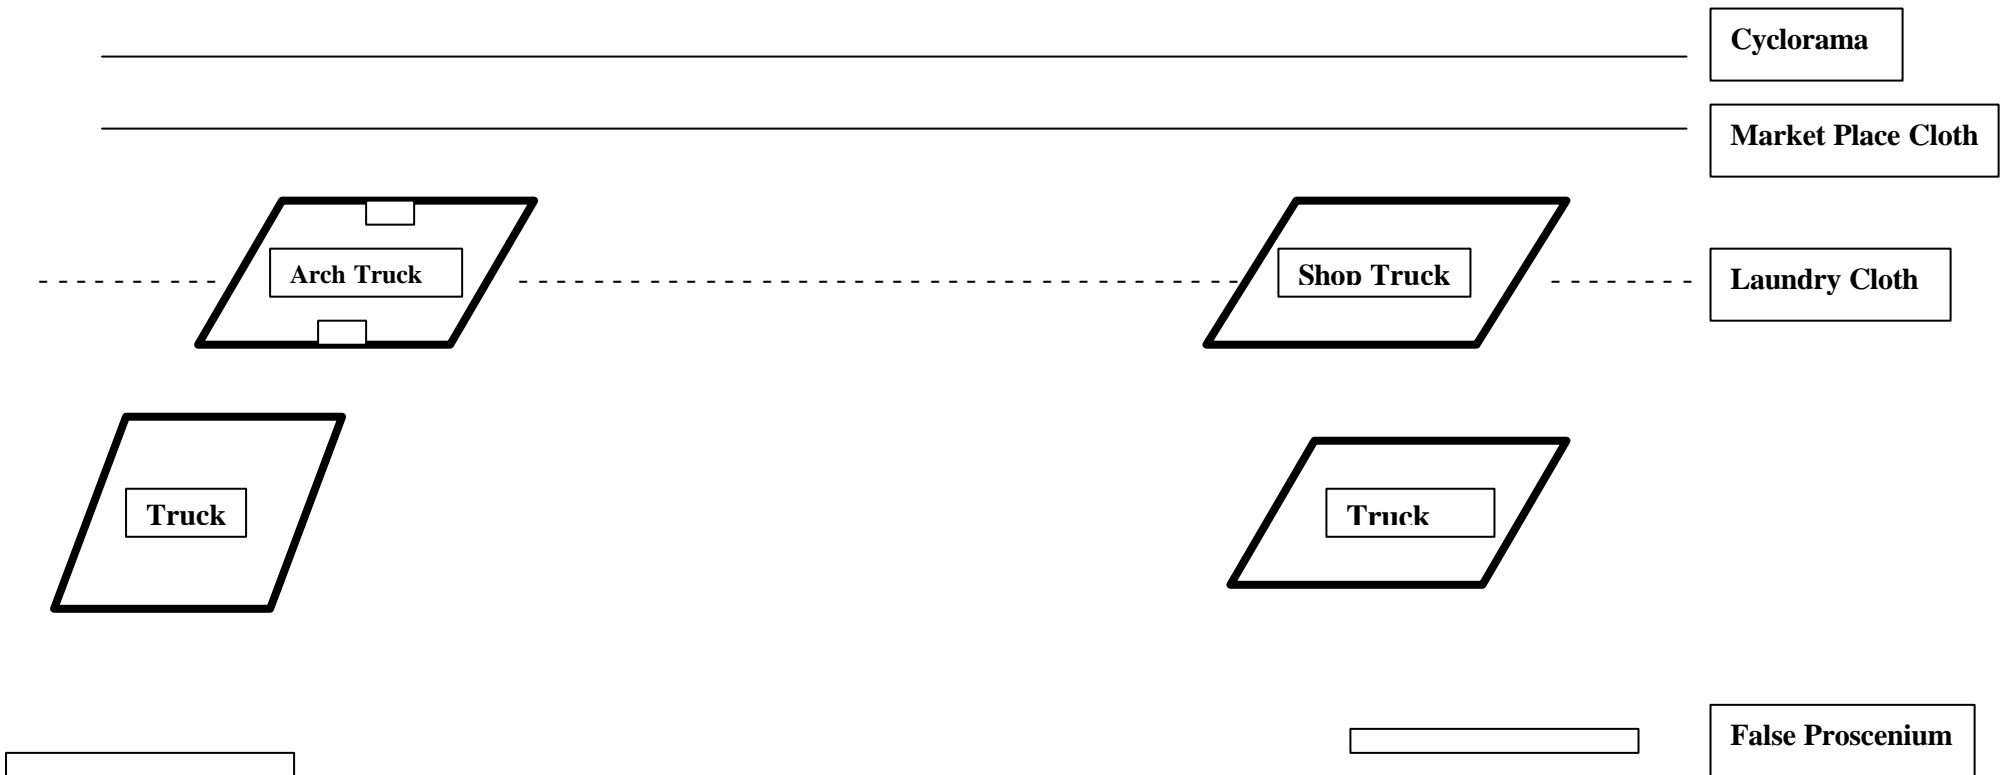 Cyclorama
Market Place Cloth
Arch Truck
Shop Truck
Laundry Cloth
Truck
Truck
False Proscenium